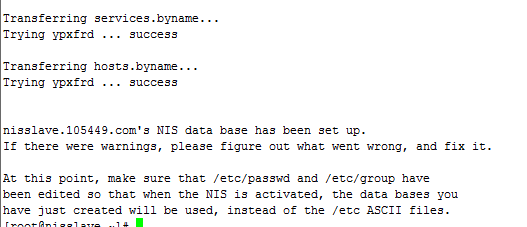 Transferring services.byname...
Trying ypxfrd ... success
Transferring hosts.byname...
Trying ypxfrd ... success
nisslave.105449.com's NIS data base has been set up.
If there were warnings, please figure out what went wrong, and fix it.
At this point, make sure that /etc/passwd and /etc/group have
been edited so that when the NIS is activated, the data bases you
have just created will be used, instead of the /etc ASCII files.
[root@nisslave ~]#